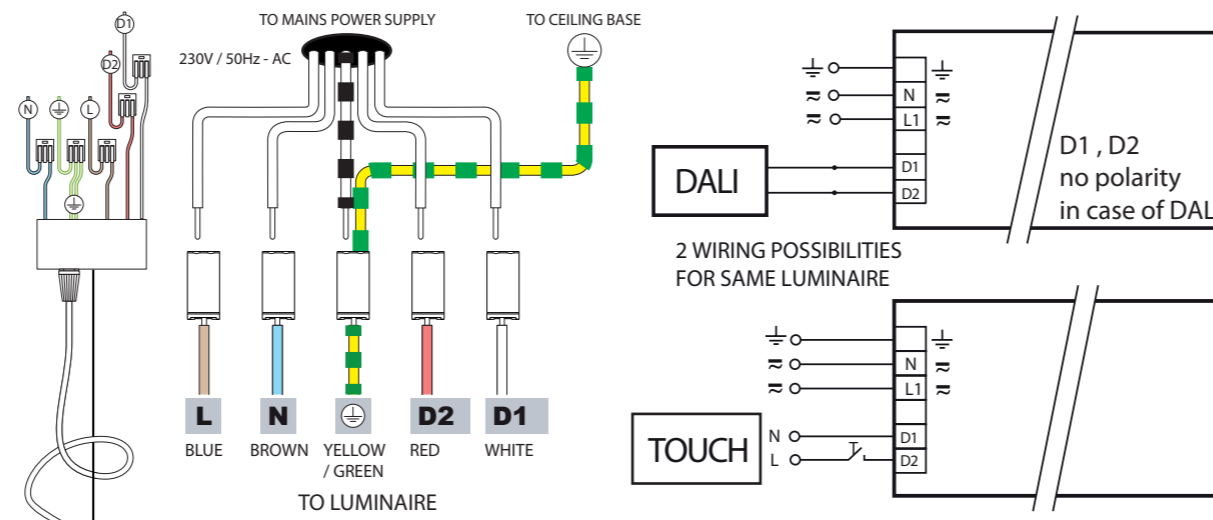 D1
D2
N
L
TO MAINS POWER SUPPLY
230V / 50Hz - AC
TO CEILING BASE
L
N
D2
D1
BLUE
BROWN
YELLOW
/ GREEN
RED
WHITE
TO LUMINAIRE
N
L1
D1
D2
DALI
D1 , D2
no polarity
in case of DAL
2 WIRING POSSIBILITIES
FOR SAME LUMINAIRE
N
L1
TOUCH
N
L
D1
D2